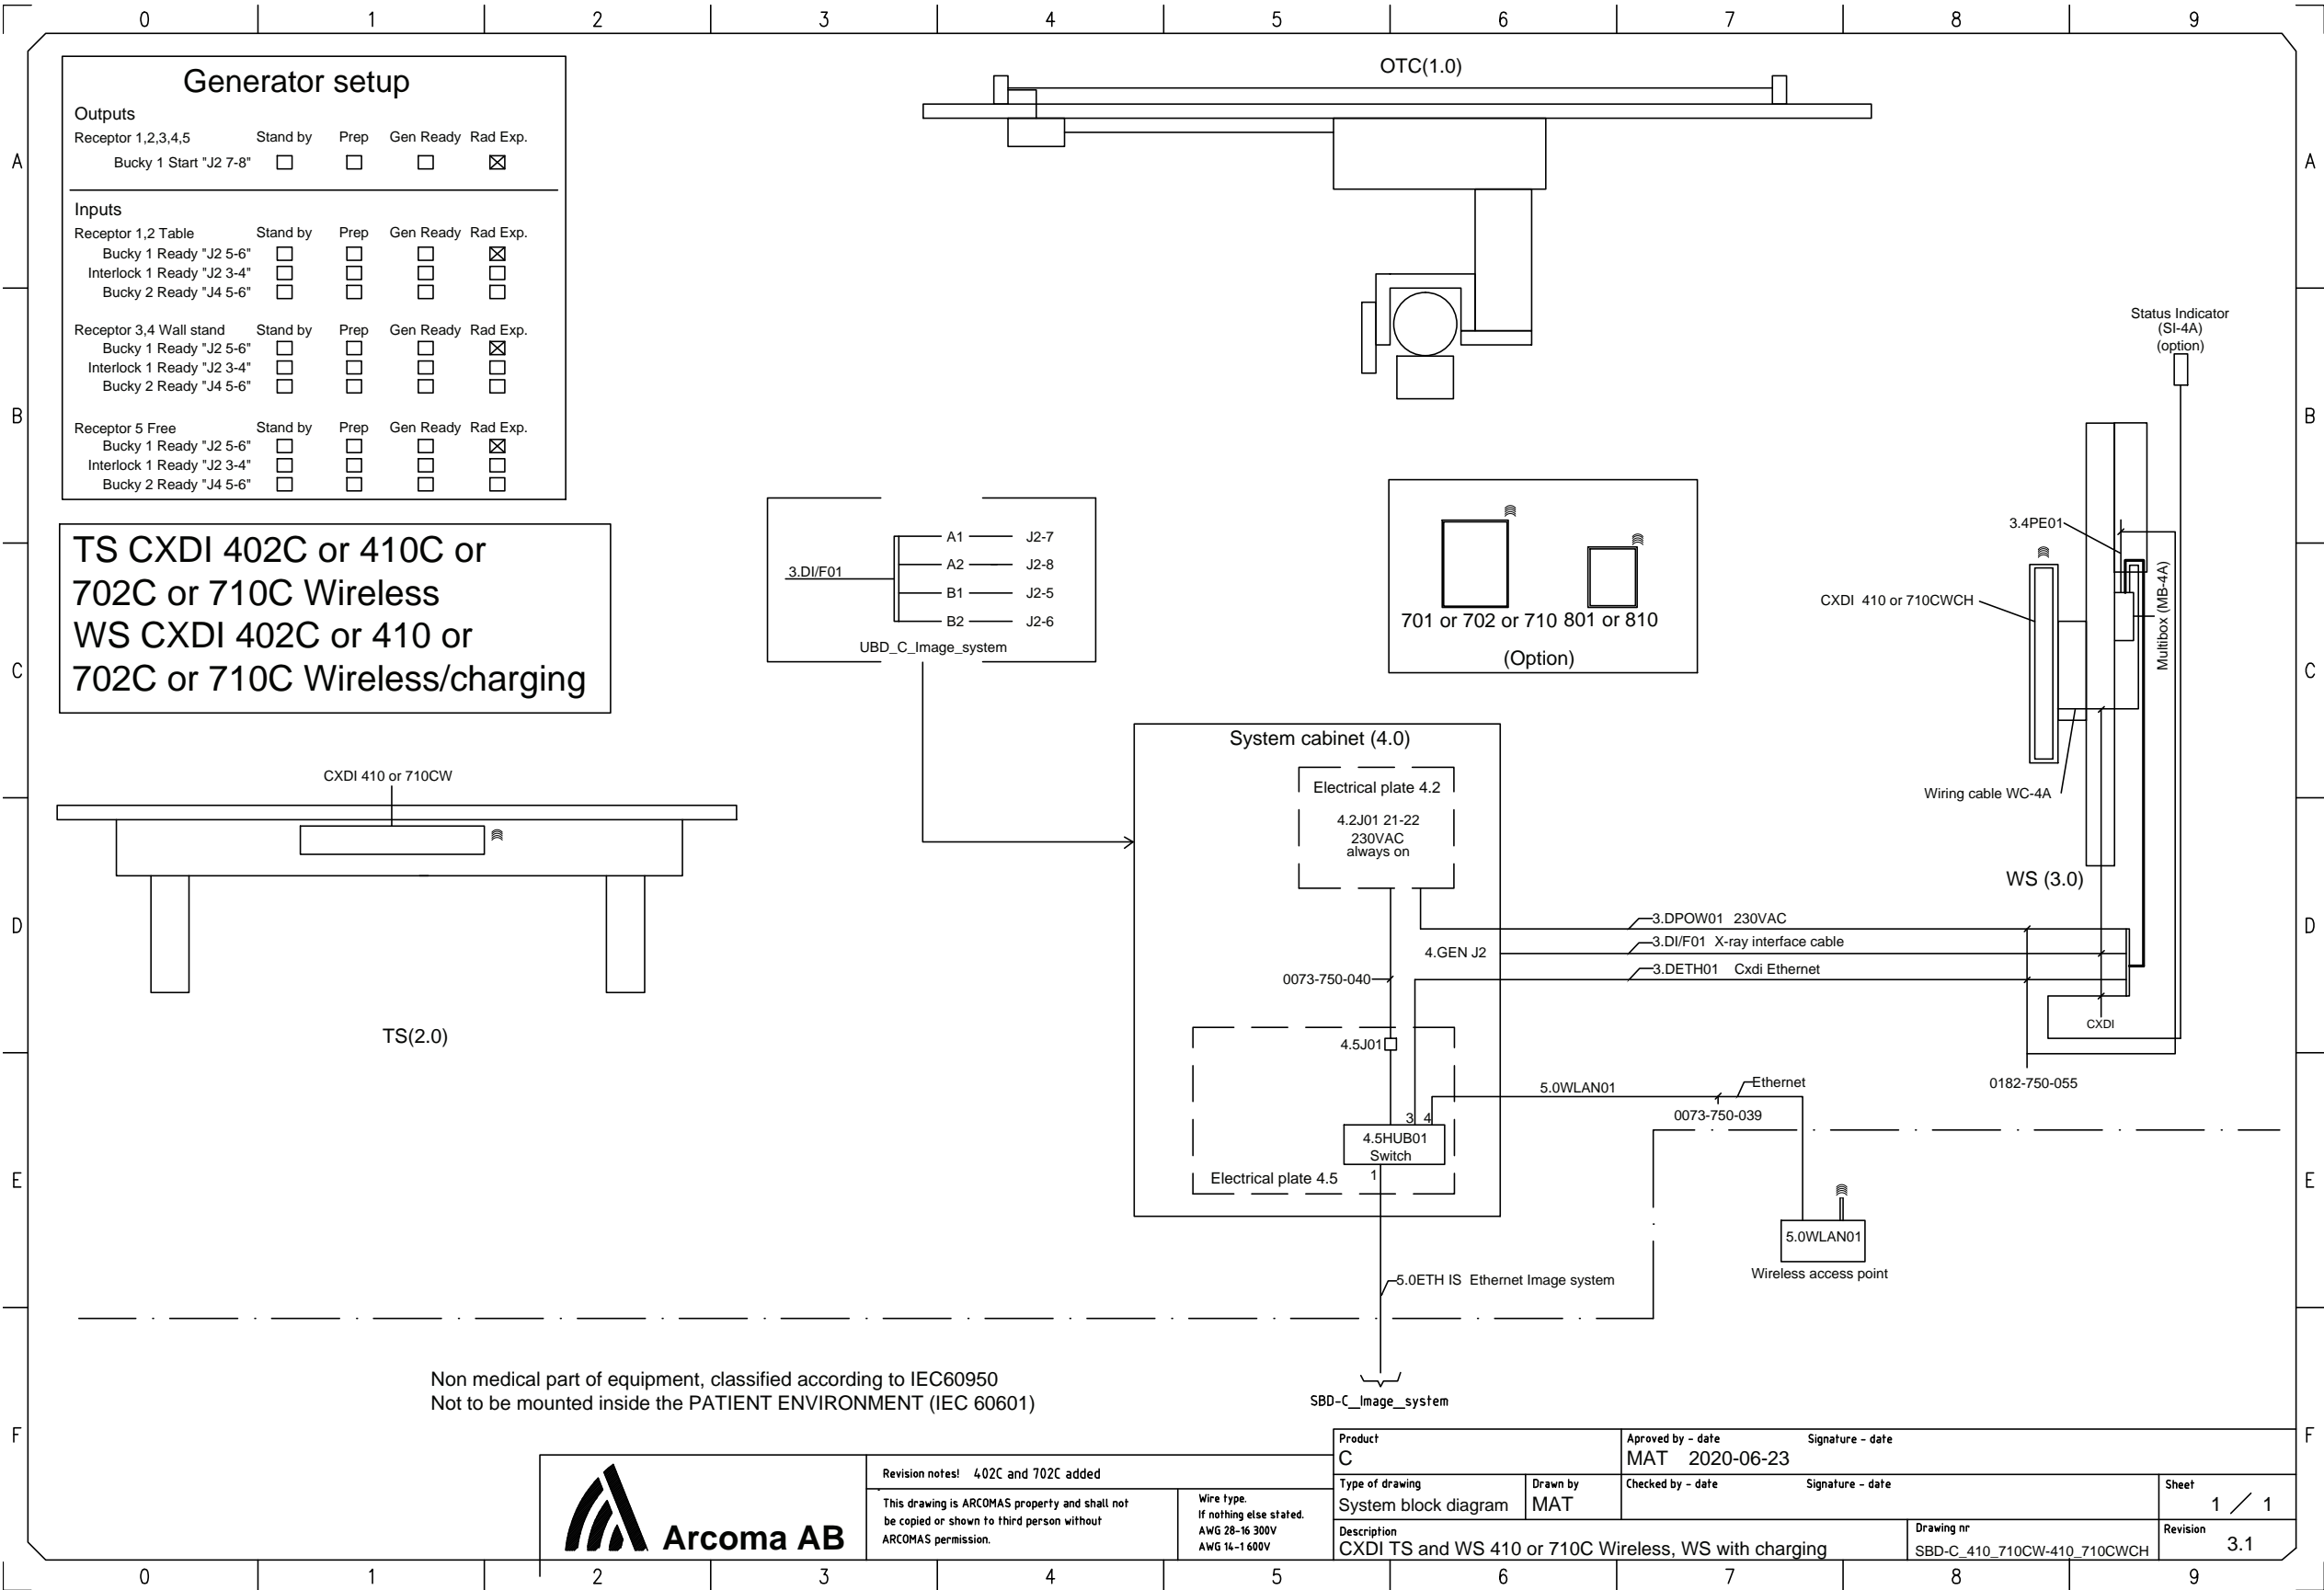 0 1 2 3 4 5 6 7 8 9
A A
B B
C C
D D
E E
F F
Generator setup
Outputs
Receptor 1,2,3,4,5 Stand by Prep Gen Ready Rad Exp.
Bucky 1 Start "J2 7-8"
Inputs
Receptor 1,2 Table Stand by Prep Gen Ready Rad Exp.
Bucky 1 Ready "J2 5-6"
Interlock 1 Ready "J2 3-4"
Bucky 2 Ready "J4 5-6"
Receptor 3,4 Wall stand Stand by Prep Gen Ready Rad Exp.
Bucky 1 Ready "J2 5-6"
Interlock 1 Ready "J2 3-4"
Bucky 2 Ready "J4 5-6"
Receptor 5 Free Stand by Prep Gen Ready Rad Exp.
Bucky 1 Ready "J2 5-6"
Interlock 1 Ready "J2 3-4"
Bucky 2 Ready "J4 5-6"
TS CXDI 402C or 410C or
702C or 710C Wireless
WS CXDI 402C or 410 or
702C or 710C Wireless/charging
OTC(1.0)
3.DI/F01
A1 J2-7
A2 J2-8
B1 J2-5
B2 J2-6
UBD_C_Image_system
701 or 702 or 710 801 or 810
(Option)
Status Indicator
(SI-4A)
(option)
3.4PE01
CXDI 410 or 710CWCH
Multibox (MB-4A)
Wiring cable WC-4A
WS (3.0)
CXDI 410 or 710CW
TS(2.0)
System cabinet (4.0)
Electrical plate 4.2
4.2J01 21-22
230VAC
always on
3.DPOW01 230VAC
4.GEN J2
3.DI/F01 X-ray interface cable
3.DETH01 Cxdi Ethernet
0073-750-040
CXDI
4.5J01
0182-750-055
5.0WLAN01
Ethernet
0073-750-039
3 4
4.5HUB01
Switch
1
Electrical plate 4.5
5.0WLAN01
Wireless access point
5.0ETH IS Ethernet Image system
SBD-C_Image_system
Non medical part of equipment, classified according to IEC60950
Not to be mounted inside the PATIENT ENVIRONMENT (IEC 60601)
Arcoma AB
Revision notes! 402C and 702C added
This drawing is ARCOMAS property and shall not
be copied or shown to third person without
ARCOMAS permission.
Wire type.
If nothing else stated.
AWG 28-16 300V
AWG 14-1 600V
Product
C
Aproved by - date Signature - date
MAT 2020-06-23
Type of drawing
System block diagram
Drawn by
MAT
Checked by - date Signature - date
Sheet
1 / 1
Description
CXDI TS and WS 410 or 710C Wireless, WS with charging
Drawing nr
SBD-C_410_710CW-410_710CWCH
Revision
3.1
0 1 2 3 4 5 6 7 8 9